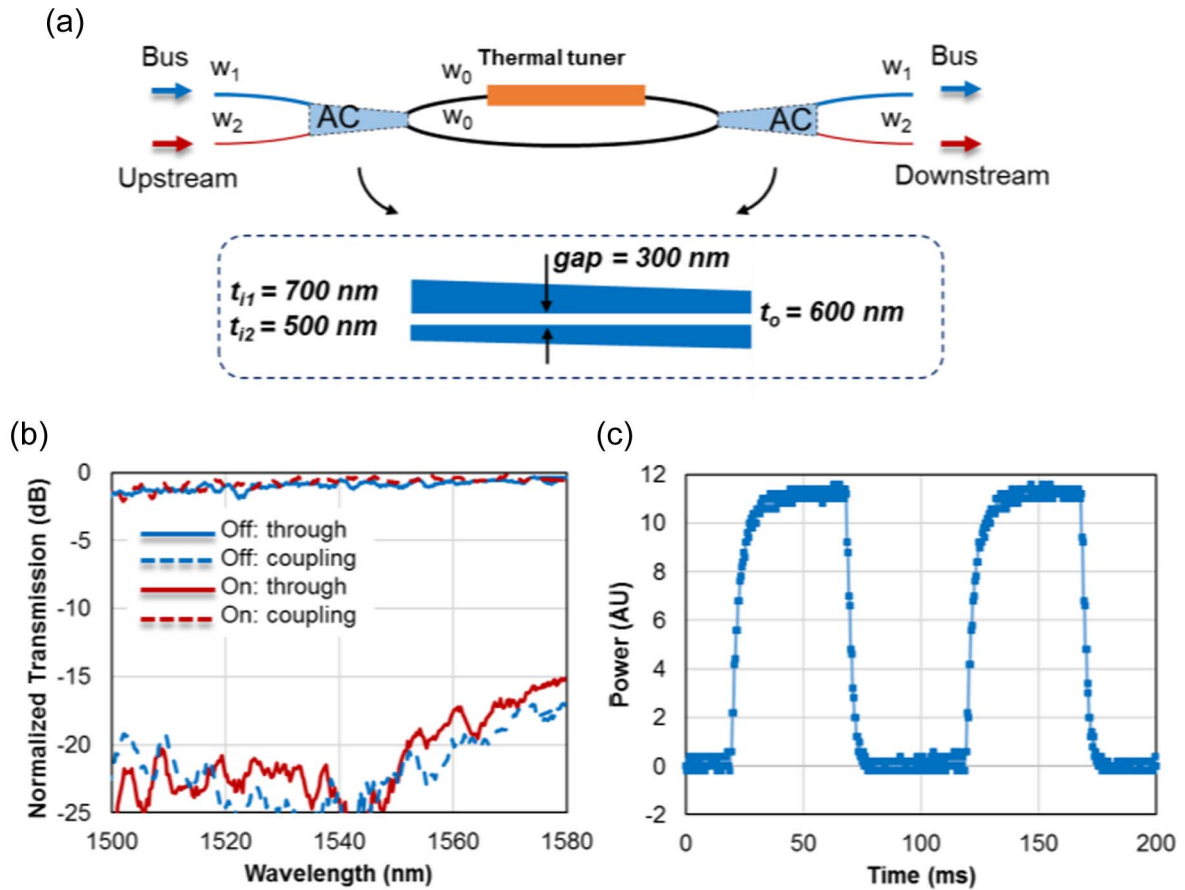 (a)
Bus
w1
w0
Thermal tuner
w1
Bus
AC
w0
AC
w2
w2
Upstream
Downstream
gap = 300 nm
ti1 = 700 nm
ti2 = 500 nm
to = 600 nm
(b)
Normalized Transmission (dB)
0
-5
-10
-15
-20
-25
Off: through
Off: coupling
On: through
On: coupling
1500
1520
1540
1560
1580
Wavelength (nm)
(c)
Power (AU)
12
10
8
6
4
2
0
-2
0
50
100
150
200
Time (ms)